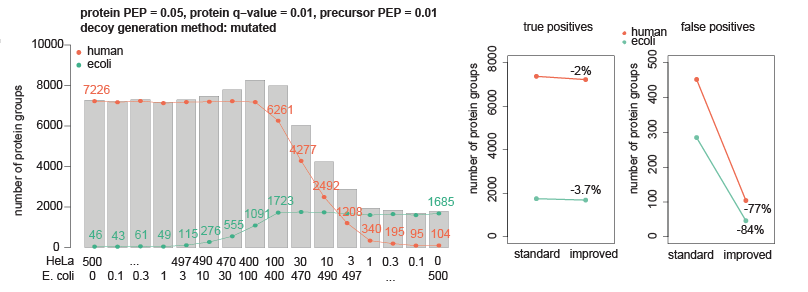 protein PEP = 0.05, protein q−value = 0.01, precursor PEP = 0.01
decoy generation method: mutated
human
ecoli
number of protein groups
10000
8000
6000
4000
2000
0
7226
6261
4277
2492
1208
340 195 95 104
46 43 61 49 115 276 555 1091 1723 1685
HeLa 500 ... 497 490 470 400 100 30 10 3 1 0.3 0.1 0
E. coli 0 0.1 0.3 1 3 10 30 100 400 470 490 497 ... 500
true positives
number of protein groups
8000
6000
4000
2000
0
-2%
-3.7%
standard improved
human
ecoli
false positives
number of protein groups
500
400
300
200
100
0
-77%
-84%
standard improved